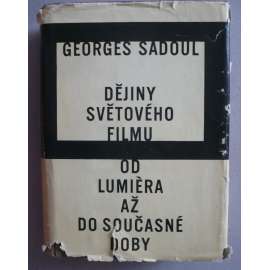 GEORGES SADOUL
DĚJINY
SVĚTOVÉHO
FILMU
OD
LUMIÈRA
AŽ
DO SOUČASNÉ
DOBY